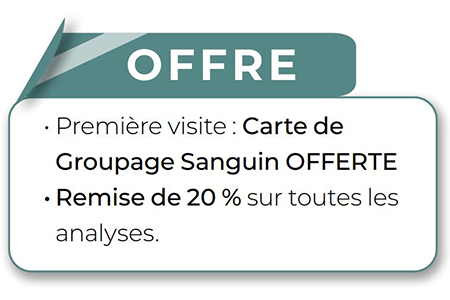 OFFRE
• Première visite : Carte de
Groupage Sanguin OFFERTE
• Remise de 20 % sur toutes les
analyses.